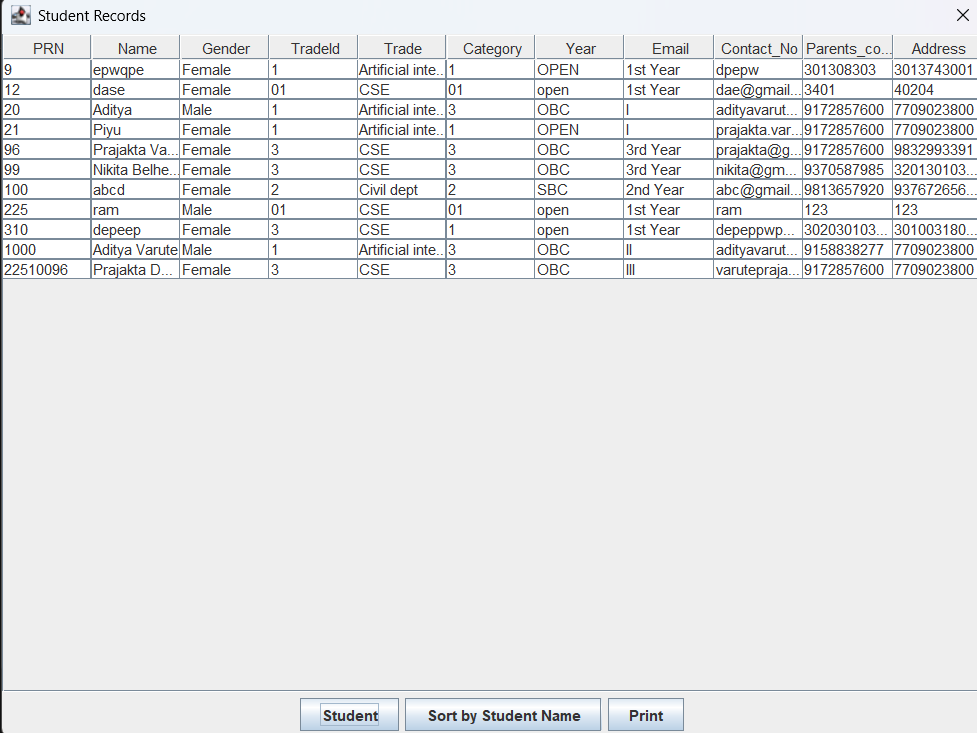 Student Records
PRN Name Gender TradeId Trade Category Year Email Contact_No Parents_co... Address
9 epwqpe Female 1 Artificial inte... 1 OPEN 1st Year dpepw 301308303 3013743001
12 dase Female 01 CSE 01 open 1st Year dae@gmail... 3401 40204
20 Aditya Male 1 Artificial inte... 3 OBC I adityavarut... 9172857600 7709023800
21 Piyu Female 1 Artificial inte... 1 OPEN I prajakta.var... 9172857600 7709023800
96 Prajakta Va... Female 3 CSE 3 OBC 3rd Year prajakta@g... 9172857600 9832993391
99 Nikita Belhe... Female 3 CSE 3 OBC 3rd Year nikita@gm... 9370587985 320130103...
100 abcd Female 2 Civil dept 2 SBC 2nd Year abc@gmail... 9813657920 937672656...
225 ram Male 01 CSE 01 open 1st Year ram 123 123
310 depeep Female 3 CSE 1 open 1st Year depeppwp... 302030103... 301003180...
1000 Aditya Varute Male 1 Artificial inte... 3 OBC II adityavarut... 9158838277 7709023800
22510096 Prajakta D... Female 3 CSE 3 OBC III varutepraja... 9172857600 7709023800
Student Sort by Student Name Print